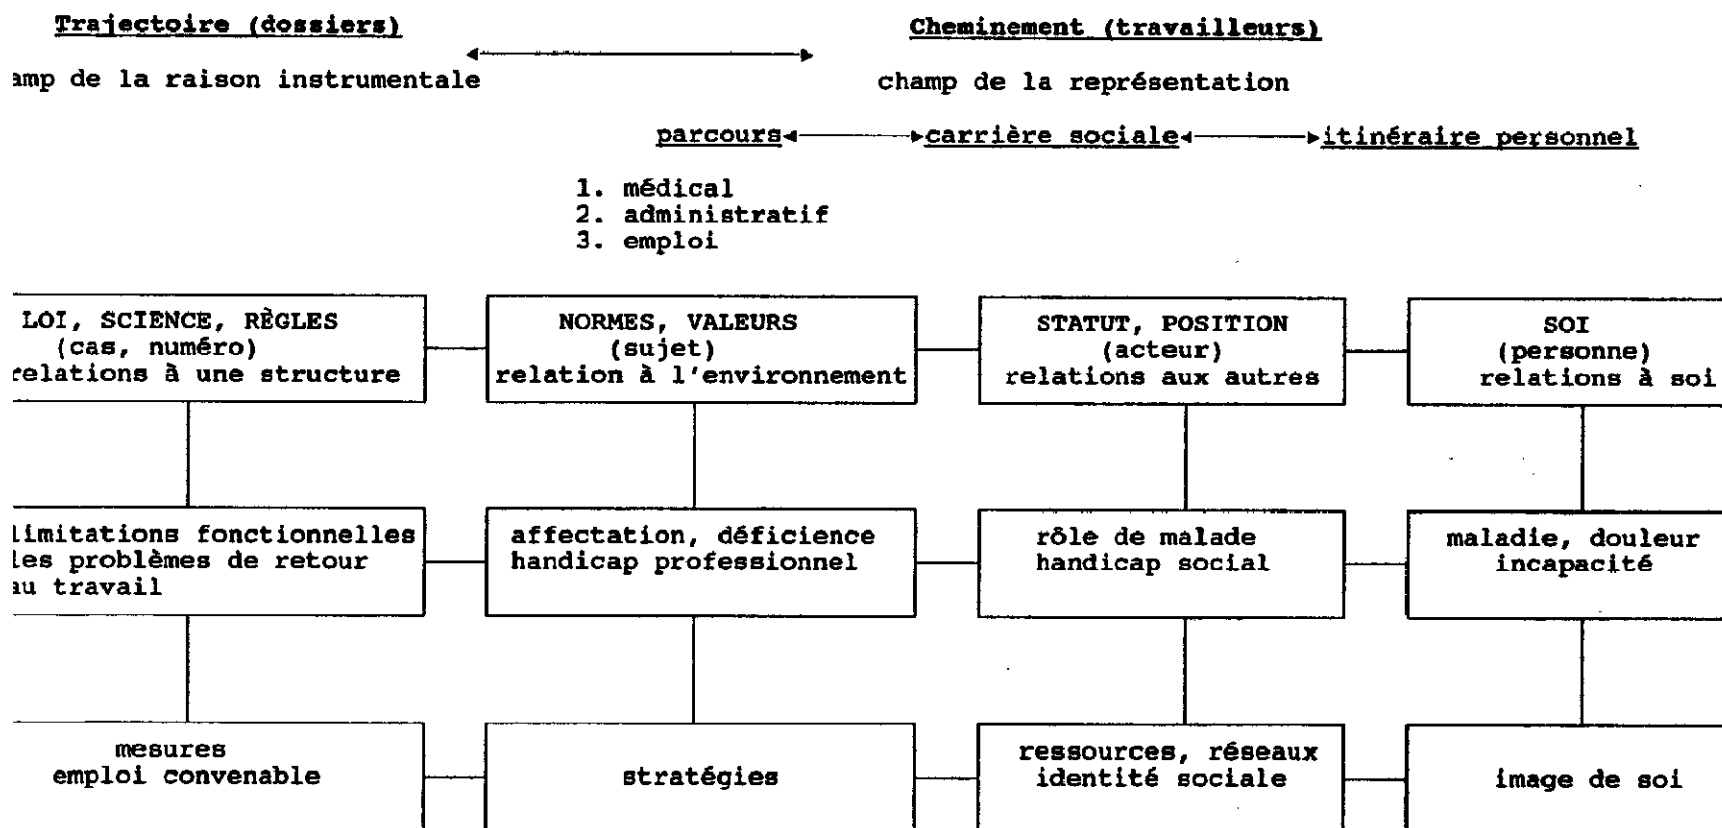 Trajectoire (dossiers)
Cheminement (travailleurs)
amp de la raison instrumentale
champ de la représentation
parcours
carrière sociale
itinéraire personnel
1. médical
2. administratif
3. emploi
LOI, SCIENCE, RÈGLES
(cas, numéro)
relations à une structure
NORMES, VALEURS
(sujet)
relation à l'environnement
STATUT, POSITION
(acteur)
relations aux autres
SOI
(personne)
relations à soi
limitations fonctionnelles
les problèmes de retour
au travail
affectation, déficience
handicap professionnel
rôle de malade
handicap social
maladie, douleur
incapacité
mesures
emploi convenable
stratégies
ressources, réseaux
identité sociale
image de soi